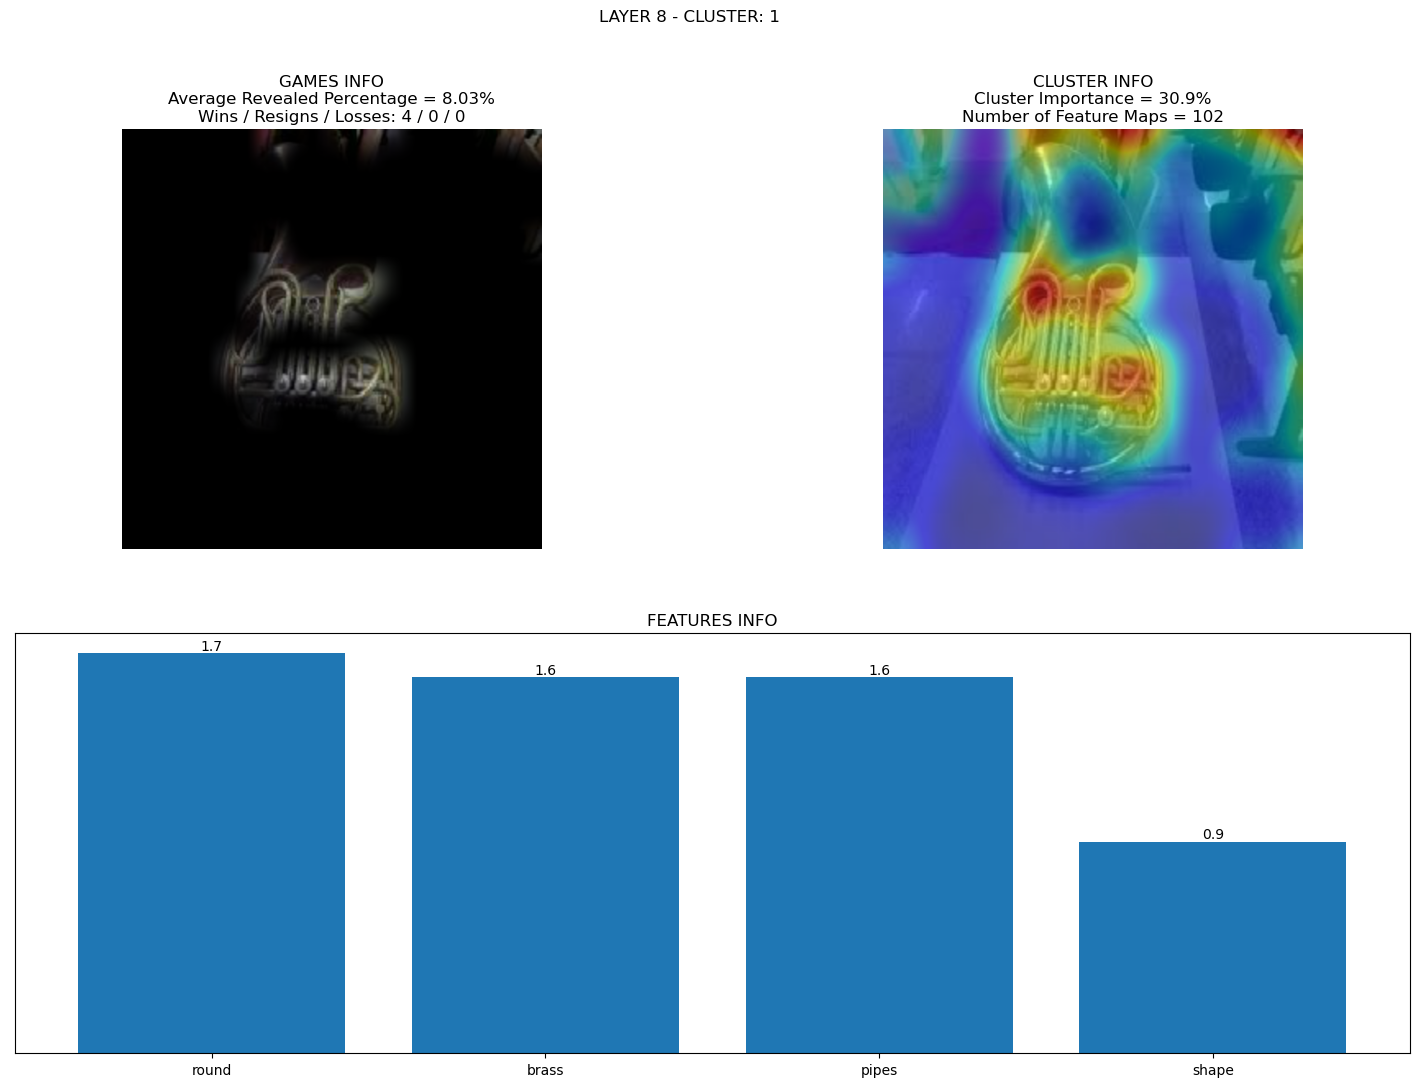 LAYER 8 - CLUSTER: 1
GAMES INFO
Average Revealed Percentage = 8.03%
Wins / Resigns / Losses: 4 / 0 / 0
CLUSTER INFO
Cluster Importance = 30.9%
Number of Feature Maps = 102
FEATURES INFO
1.7
1.6
1.6
0.9
round
brass
pipes
shape